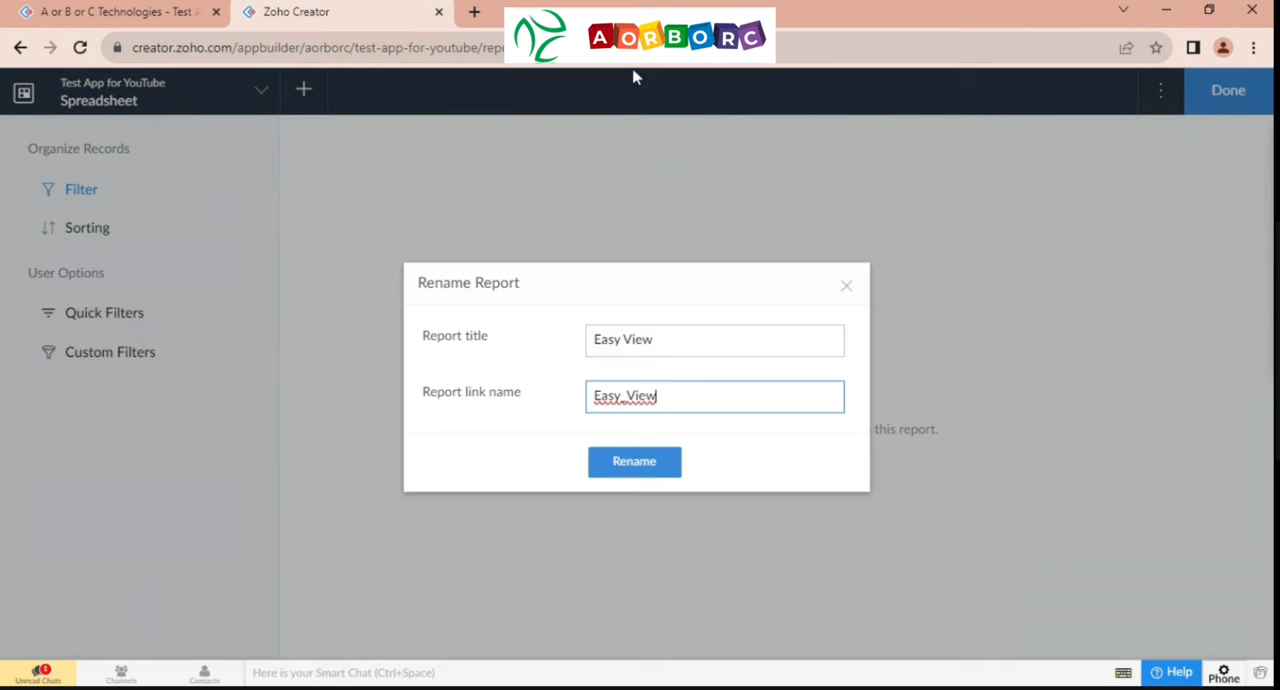 A or B or C Technologies - Test A
Zoho Creator
creator.zoho.com/appbuilder/aorborc/test-app-for-youtube/repo
AORBORC
Test App for YouTube
Spreadsheet
Done
Organize Records
Filter
Sorting
User Options
Quick Filters
Custom Filters
Rename Report
Report title
Easy View
Report link name
Easy_View
this report.
Rename
1
Unread Chats
Channels
Contacts
Here is your Smart Chat (Ctrl+Space)
Help
Phone